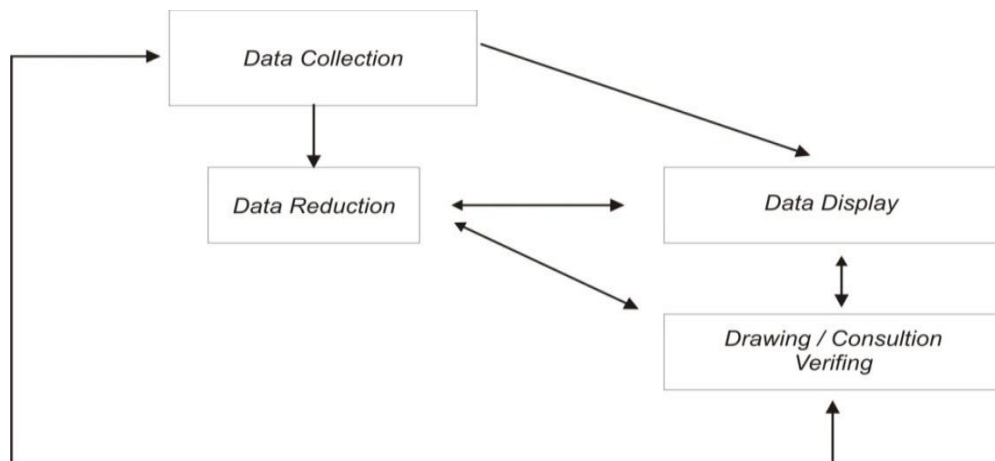 Data Collection
Data Reduction
Data Display
Drawing / Consultion
Verifing